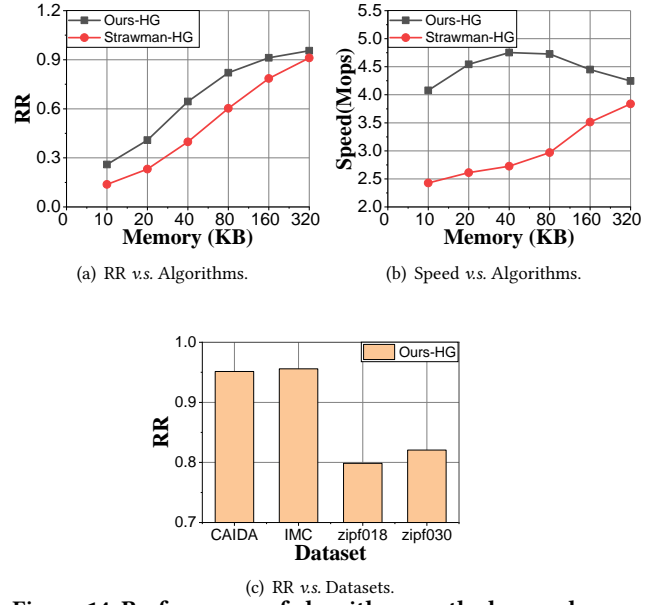 Ours-HG
Strawman-HG
1.2
0.9
0.6
0.3
0.0
RR
0 10 20 40 80 160 320
Memory (KB)
(a) RR v.s. Algorithms.
Ours-HG
Strawman-HG
5.5
5.0
4.5
4.0
3.5
3.0
2.5
2.0
Speed(Mops)
0 10 20 40 80 160 320
Memory (KB)
(b) Speed v.s. Algorithms.
Ours-HG
1.0
0.9
0.8
0.7
RR
CAIDA IMC zipf018 zipf030
Dataset
(c) RR v.s. Datasets.